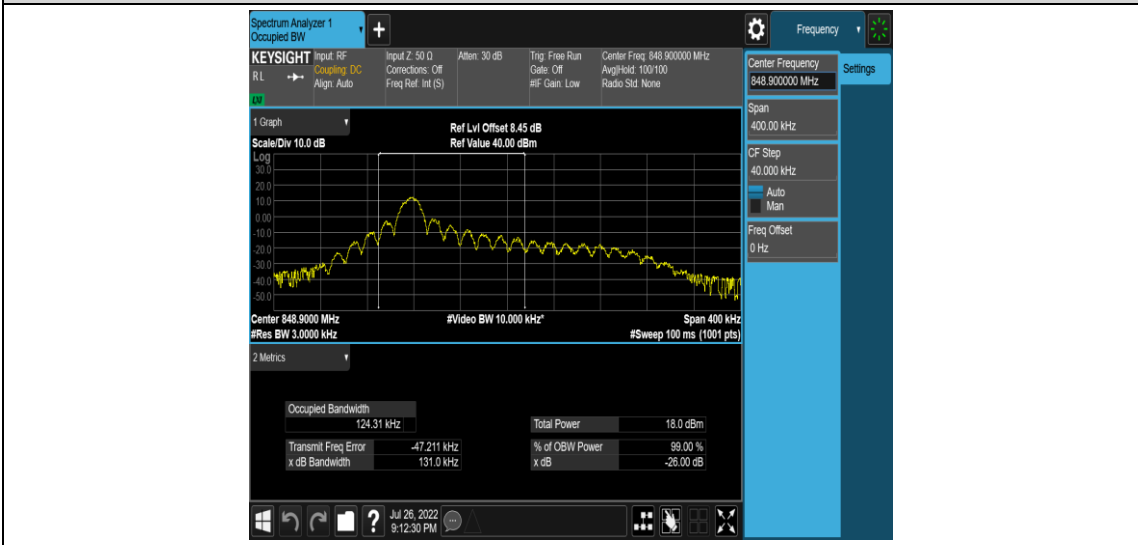 Spectrum Analyzer 1
Occupied BW
+
Frequency
KEYSIGHT
RL
LXI
Input: RF
Coupling: DC
Align: Auto
Input Z: 50 Ω
Corrections: Off
Freq Ref: Int (S)
Atten: 30 dB
Trig: Free Run
Gate: Off
#IF Gain: Low
Center Freq: 848.900000 MHz
Avg|Hold: 100/100
Radio Std: None
Center Frequency
848.900000 MHz
Settings
Span
400.00 kHz
CF Step
40.000 kHz
Auto
Man
Freq Offset
0 Hz
1 Graph
Scale/Div 10.0 dB
Ref Lvl Offset 8.45 dB
Ref Value 40.00 dBm
Log
30.0
20.0
10.0
0.00
-10.0
-20.0
-30.0
-40.0
-50.0
Center 848.9000 MHz
#Res BW 3.0000 kHz
#Video BW 10.000 kHz*
Span 400 kHz
#Sweep 100 ms (1001 pts)
2 Metrics
Occupied Bandwidth
124.31 kHz
Total Power 18.0 dBm
Transmit Freq Error -47.211 kHz
% of OBW Power 99.00 %
x dB Bandwidth 131.0 kHz
x dB -26.00 dB
?
Jul 26, 2022
9:12:30 PM